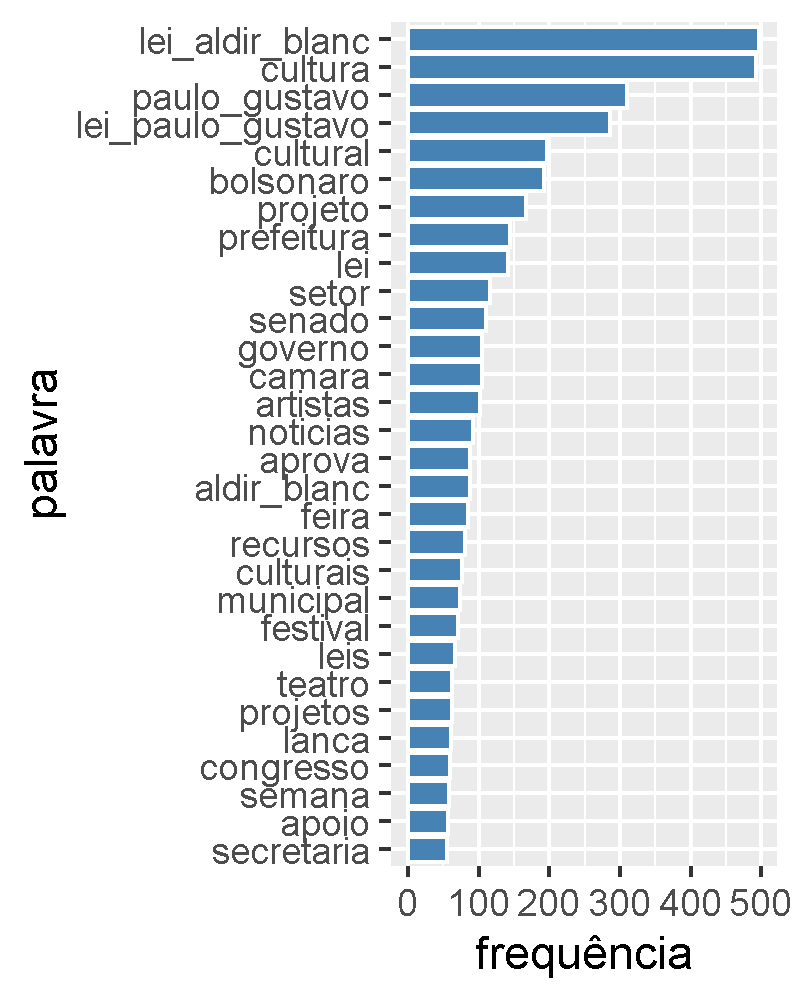 lei_aldir_blanc
cultura
paulo_gustavo
lei_paulo_gustavo
cultural
bolsonaro
projeto
prefeitura
lei
setor
senado
governo
camara
artistas
noticias
aprova
aldir_blanc
feira
recursos
culturais
municipal
festival
leis
teatro
projetos
lanca
congresso
semana
apoio
secretaria
palavra
0 100 200 300 400 500
frequência